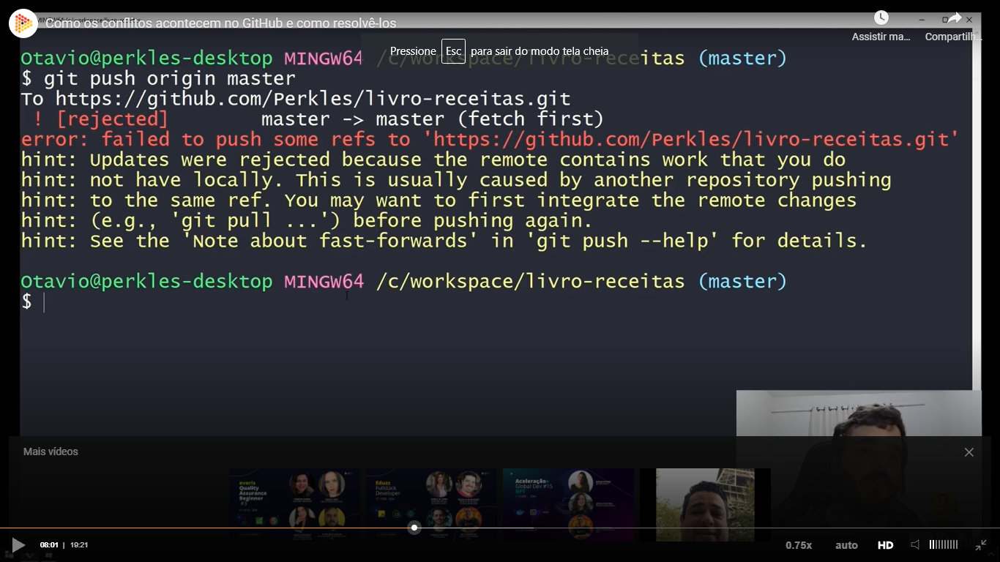 Como os conflitos acontecem no GitHub e como resolvê-los
Assistir ma...
Compartilh...
Pressione Esc para sair do modo tela cheia
Otavio@perkles-desktop MINGW64 /c/workspace/livro-receitas (master)
$ git push origin master
To https://github.com/Perkles/livro-receitas.git
! [rejected] master -> master (fetch first)
error: failed to push some refs to 'https://github.com/Perkles/livro-receitas.git'
hint: Updates were rejected because the remote contains work that you do
hint: not have locally. This is usually caused by another repository pushing
hint: to the same ref. You may want to first integrate the remote changes
hint: (e.g., 'git pull ...') before pushing again.
hint: See the 'Note about fast-forwards' in 'git push --help' for details.
Otavio@perkles-desktop MINGW64 /c/workspace/livro-receitas (master)
$
Mais vídeos
everis
Quality
Assurance
Beginner
#3
Eduzz
Fullstack
Developer
Aceleração
Global Dev #15
GFT
08:01 | 19:21
0.75x
auto
HD